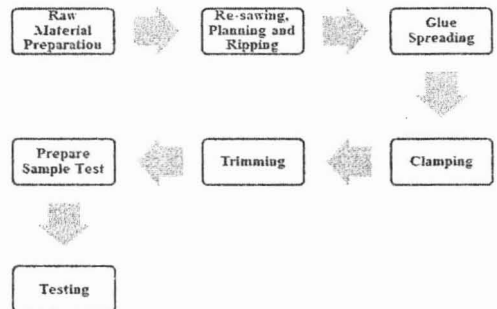 Raw
Material
Preparation
Re-sawing,
Planning and
Ripping
Glue
Spreading
Clamping
Trimming
Prepare
Sample Test
Testing